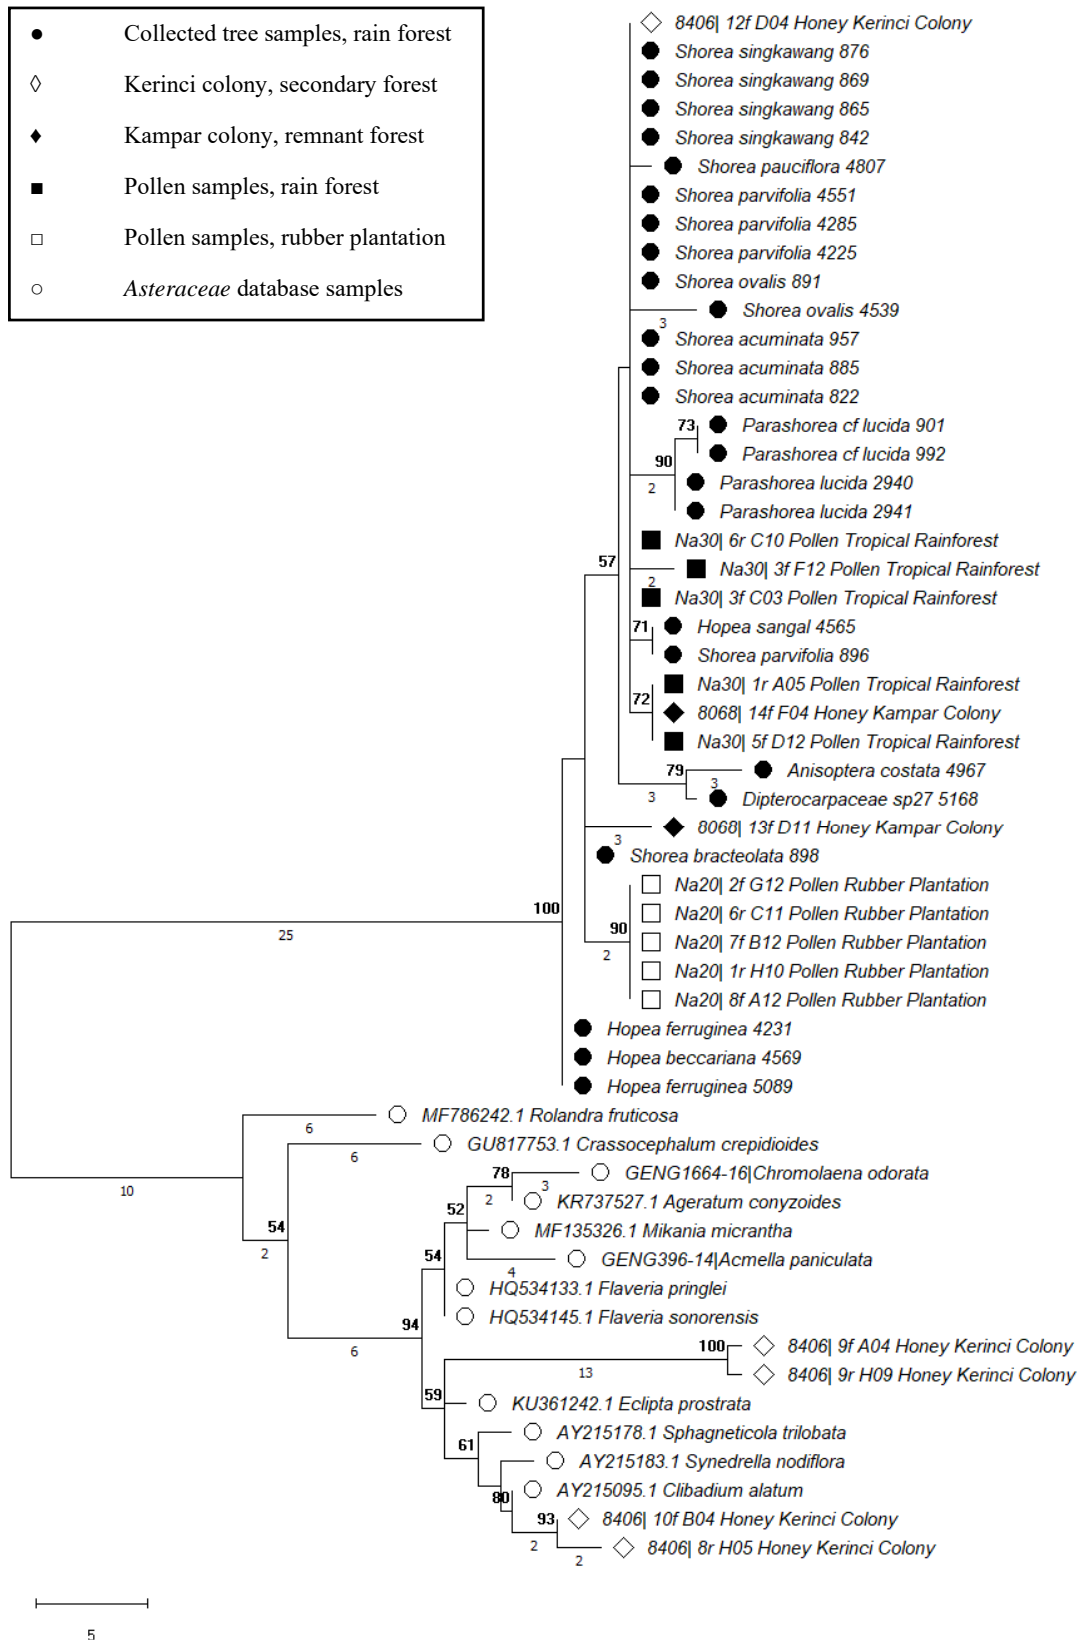 Collected tree samples, rain forest
Kerinci colony, secondary forest
Kampar colony, remnant forest
Pollen samples, rain forest
Pollen samples, rubber plantation
Asteraceae database samples
8406| 12f D04 Honey Kerinci Colony
Shorea singkawang 876
Shorea singkawang 869
Shorea singkawang 865
Shorea singkawang 842
Shorea pauciflora 4807
Shorea parvifolia 4551
Shorea parvifolia 4285
Shorea parvifolia 4225
Shorea ovalis 891
Shorea ovalis 4539
3
Shorea acuminata 957
Shorea acuminata 885
Shorea acuminata 822
73
Parashorea cf lucida 901
Parashorea cf lucida 992
90
2
Parashorea lucida 2940
Parashorea lucida 2941
Na30| 6r C10 Pollen Tropical Rainforest
57
Na30| 3f F12 Pollen Tropical Rainforest
2
Na30| 3f C03 Pollen Tropical Rainforest
71
Hopea sangal 4565
Shorea parvifolia 896
Na30| 1r A05 Pollen Tropical Rainforest
72
8068| 14f F04 Honey Kampar Colony
Na30| 5f D12 Pollen Tropical Rainforest
79
Anisoptera costata 4967
3
3
Dipterocarpaceae sp27 5168
8068| 13f D11 Honey Kampar Colony
3
Shorea bracteolata 898
Na20| 2f G12 Pollen Rubber Plantation
100
Na20| 6r C11 Pollen Rubber Plantation
25
90
2
Na20| 7f B12 Pollen Rubber Plantation
Na20| 1r H10 Pollen Rubber Plantation
Na20| 8f A12 Pollen Rubber Plantation
Hopea ferruginea 4231
Hopea beccariana 4569
Hopea ferruginea 5089
MF786242.1 Rolandra fruticosa
6
GU817753.1 Crassocephalum crepidioides
6
10
78
GENG1664-16|Chromolaena odorata
2
3
KR737527.1 Ageratum conyzoides
52
54
2
MF135326.1 Mikania micrantha
54
GENG396-14|Acmella paniculata
4
HQ534133.1 Flaveria pringlei
HQ534145.1 Flaveria sonorensis
94
6
100
8406| 9f A04 Honey Kerinci Colony
13
8406| 9r H09 Honey Kerinci Colony
59
KU361242.1 Eclipta prostrata
AY215178.1 Sphagneticola trilobata
61
AY215183.1 Synedrella nodiflora
AY215095.1 Clibadium alatum
80
93
8406| 10f B04 Honey Kerinci Colony
2
8406| 8r H05 Honey Kerinci Colony
2
5